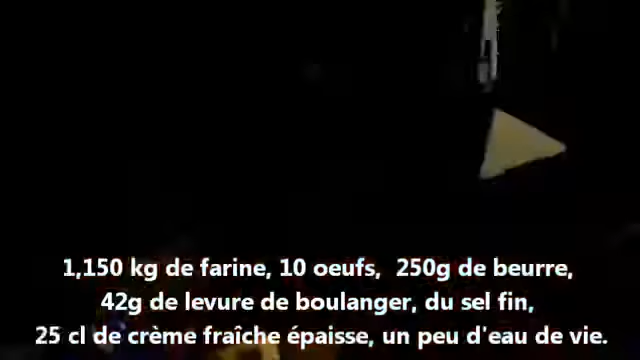 1,150 kg de farine, 10 oeufs, 250g de beurre,
42g de levure de boulanger, du sel fin,
25 cl de crème fraîche épaisse, un peu d'eau de vie.